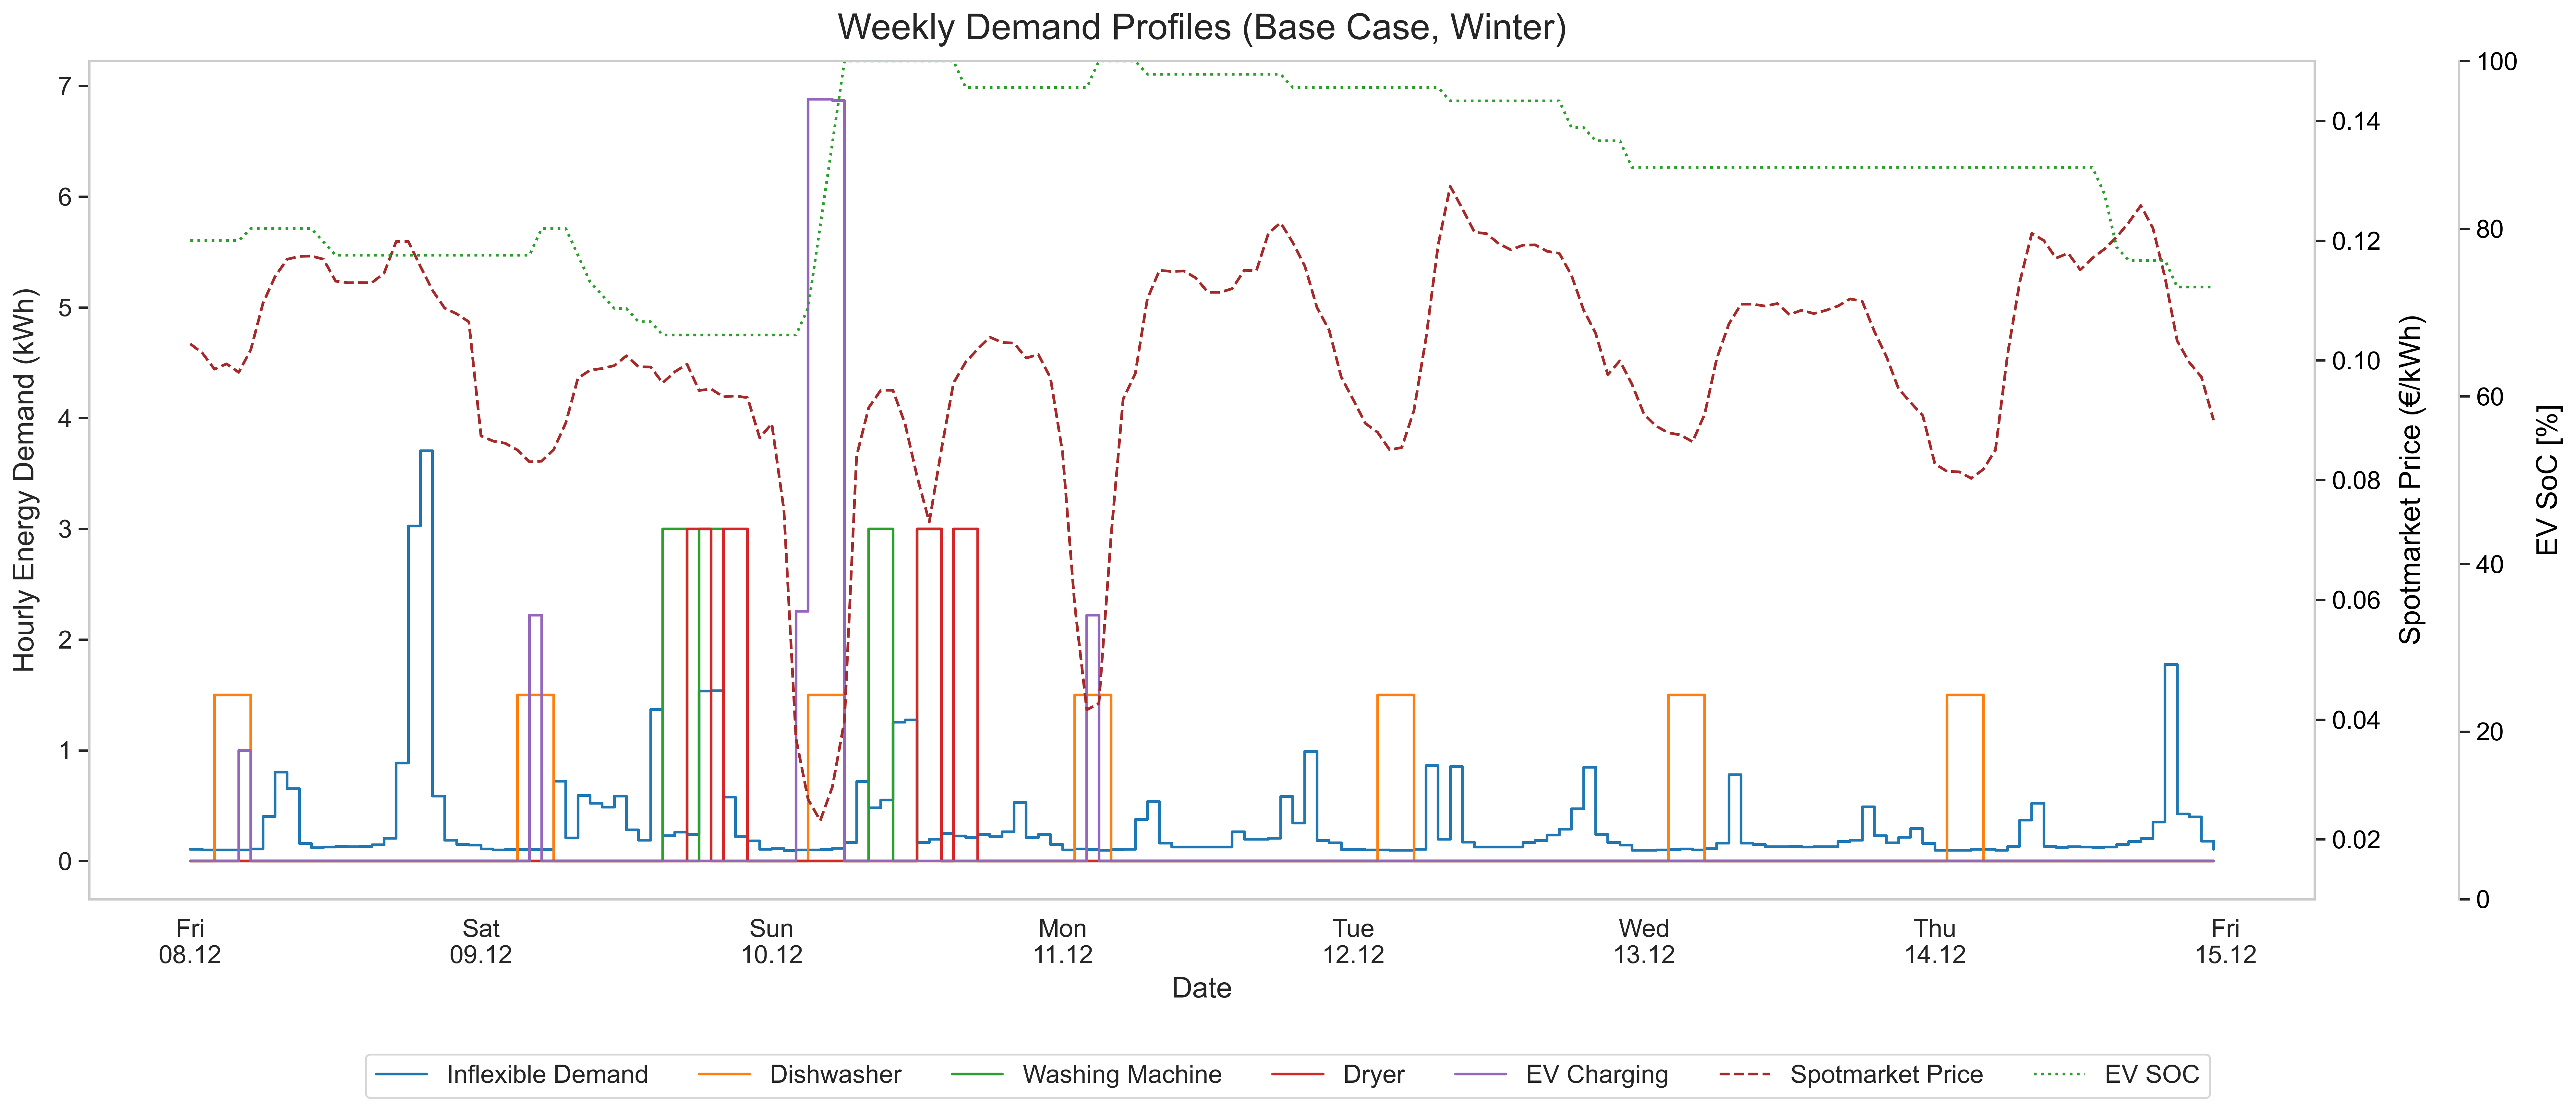 Weekly Demand Profiles (Base Case, Winter)
Hourly Energy Demand (kWh)
7
6
5
4
3
2
1
0
0.14
0.12
0.10
0.08
0.06
0.04
0.02
Spotmarket Price (€/kWh)
100
80
60
40
20
0
EV SoC [%]
Fri Sat Sun Mon Tue Wed Thu Fri
08.12 09.12 10.12 11.12 12.12 13.12 14.12 15.12
Date
Inflexible Demand Dishwasher Washing Machine Dryer EV Charging Spotmarket Price EV SOC